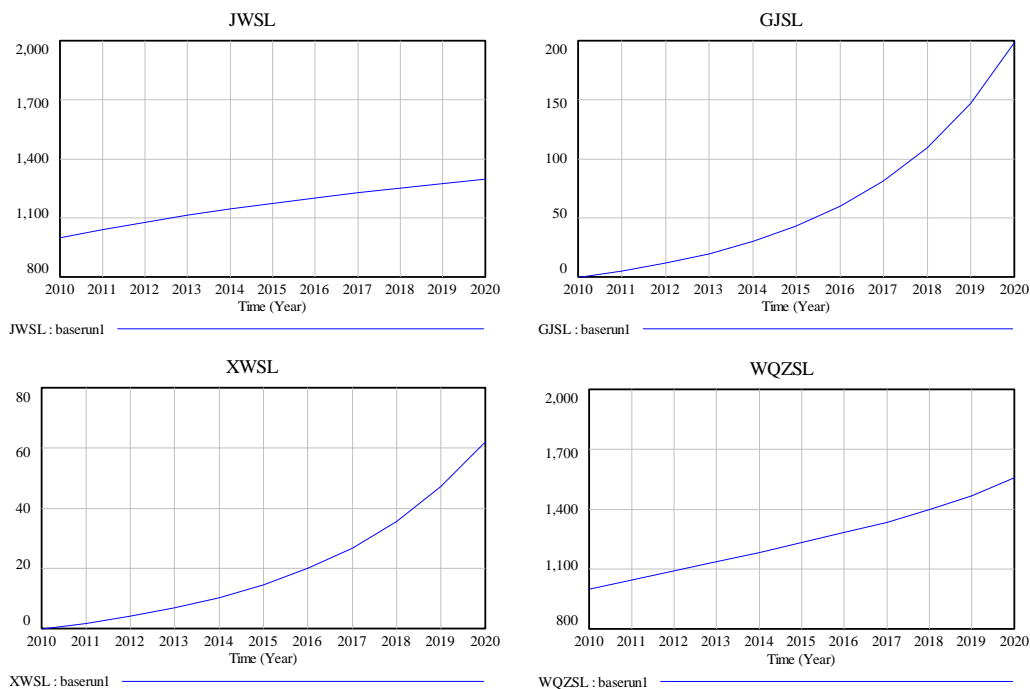 JWSL
2,000
1,700
1,400
1,100
800
2010 2011 2012 2013 2014 2015 2016 2017 2018 2019 2020
Time (Year)
JWSL : baserun1
GJSL
200
150
100
50
0
2010 2011 2012 2013 2014 2015 2016 2017 2018 2019 2020
Time (Year)
GJSL : baserun1
XWSL
80
60
40
20
0
2010 2011 2012 2013 2014 2015 2016 2017 2018 2019 2020
Time (Year)
XWSL : baserun1
WQZSL
2,000
1,700
1,400
1,100
800
2010 2011 2012 2013 2014 2015 2016 2017 2018 2019 2020
Time (Year)
WQZSL : baserun1